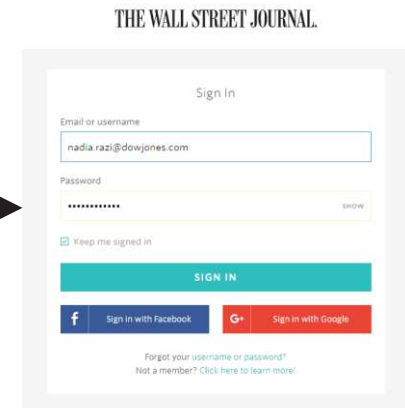 THE WALL STREET JOURNAL.
Sign In
Email or username
nadia.razi@dowjones.com
Password
•••••••••••• SHOW
Keep me signed in
SIGN IN
f Sign in with Facebook G+ Sign in with Google
Forgot your username or password?
Not a member? Click here to learn more!